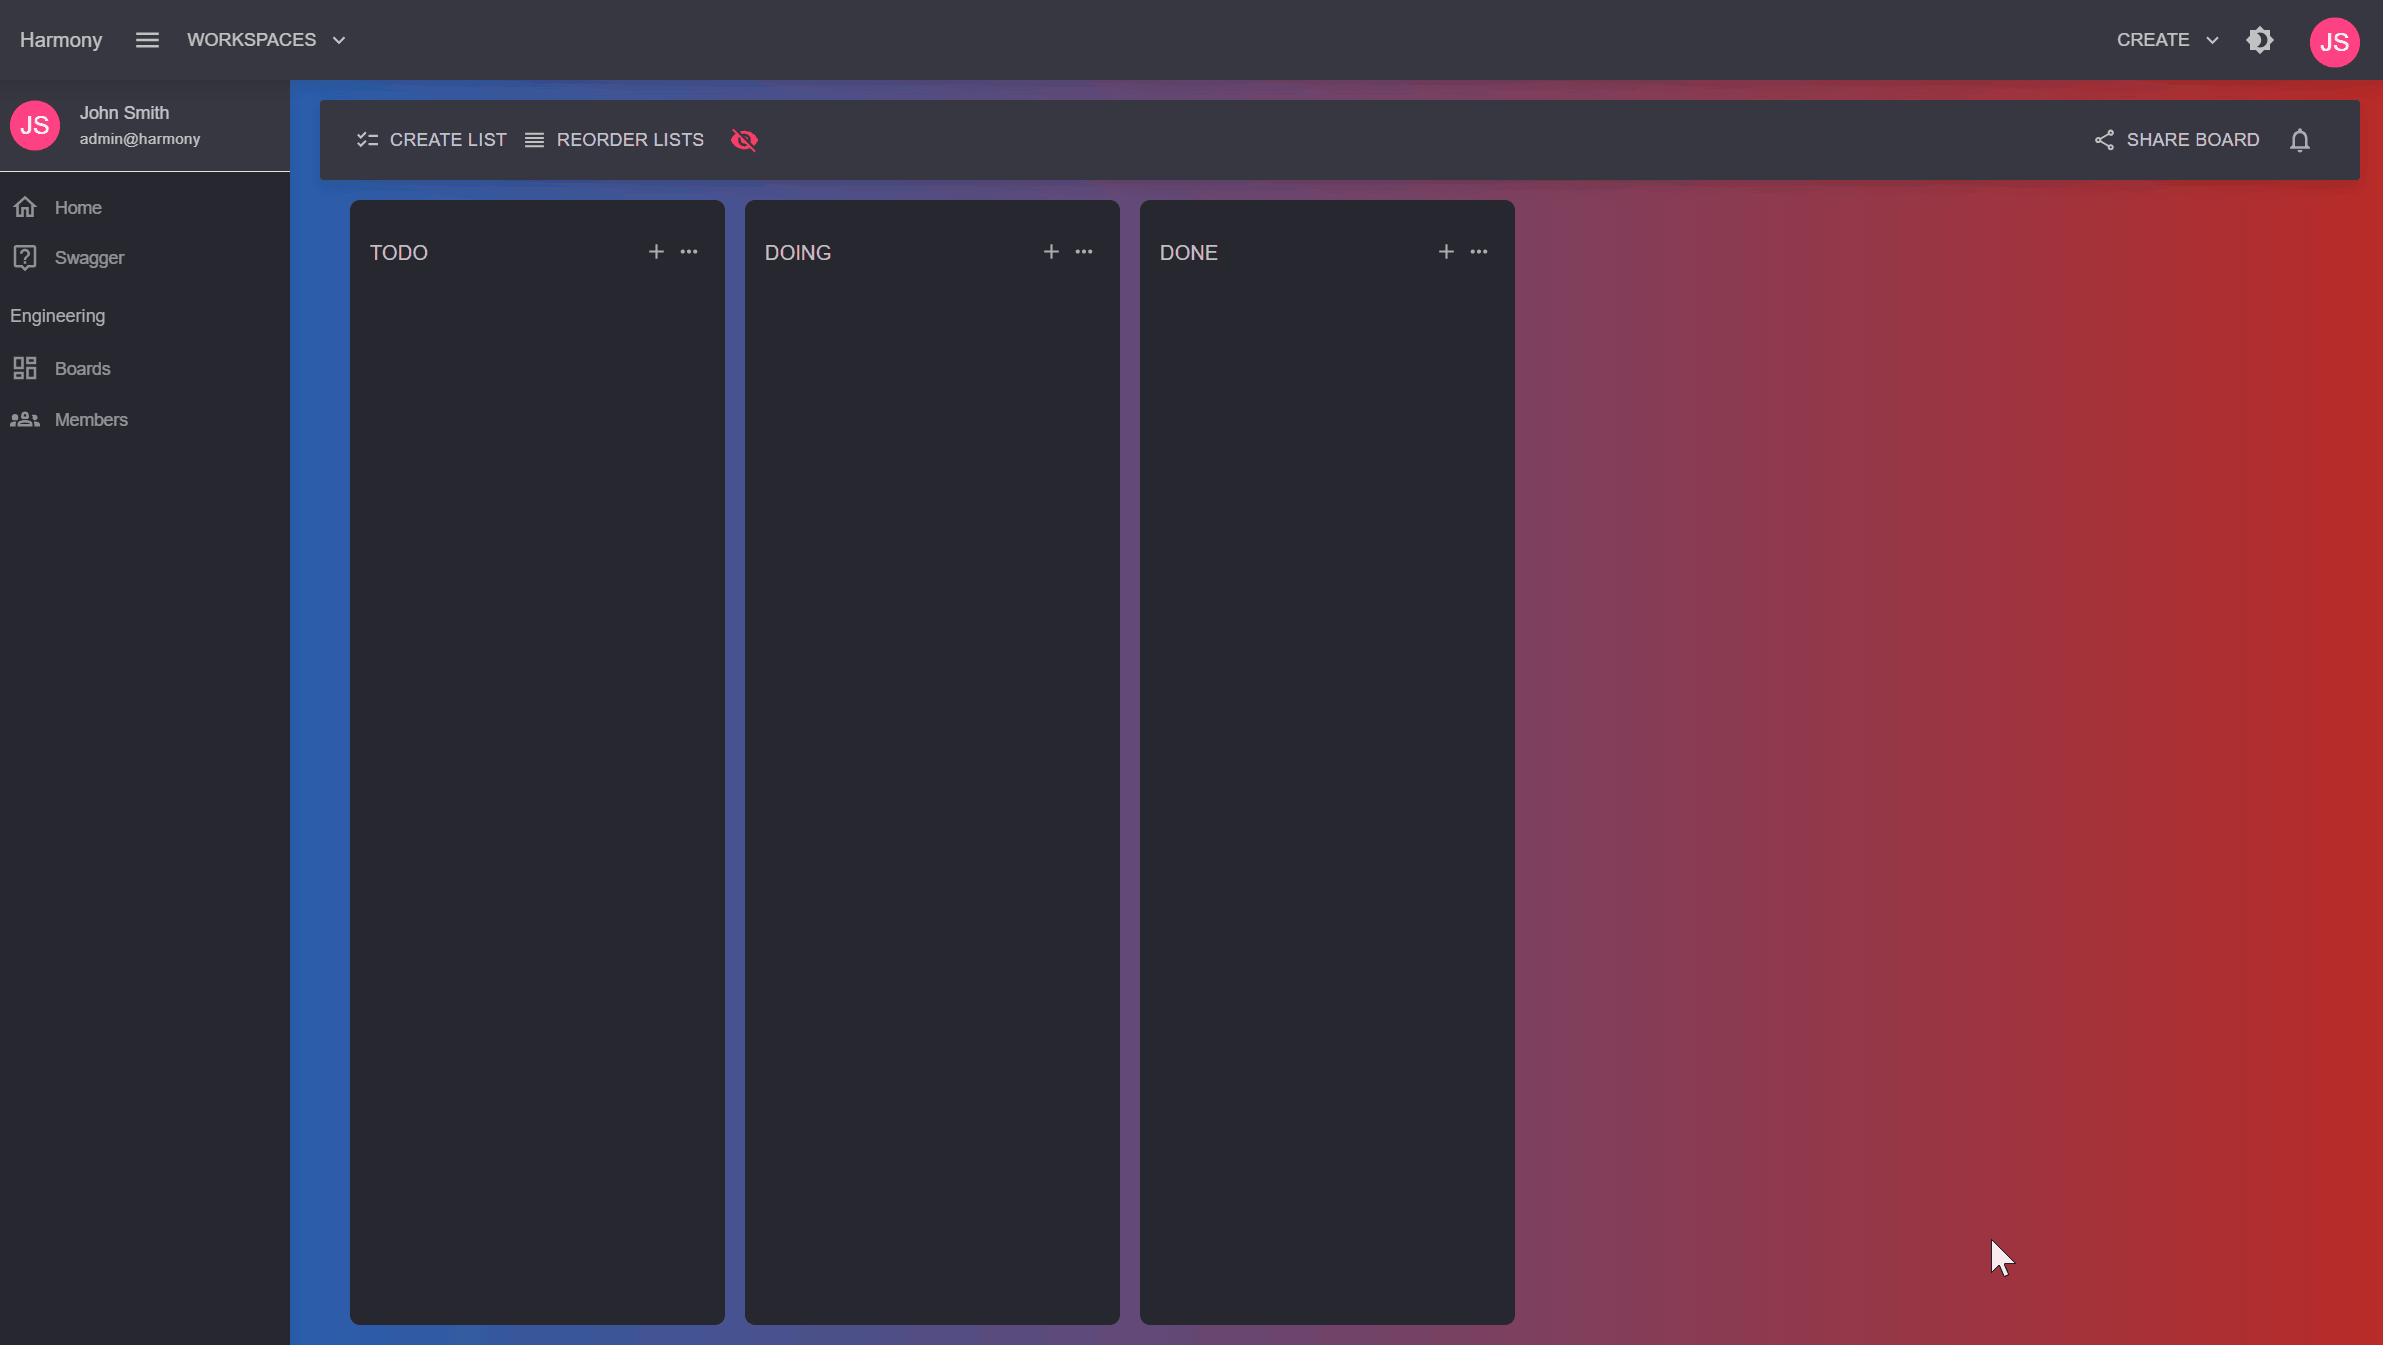 Harmony WORKSPACES CREATE JS
JS John Smith
admin@harmony
CREATE LIST REORDER LISTS SHARE BOARD
Home
Swagger
Engineering
Boards
Members
TODO DOING DONE